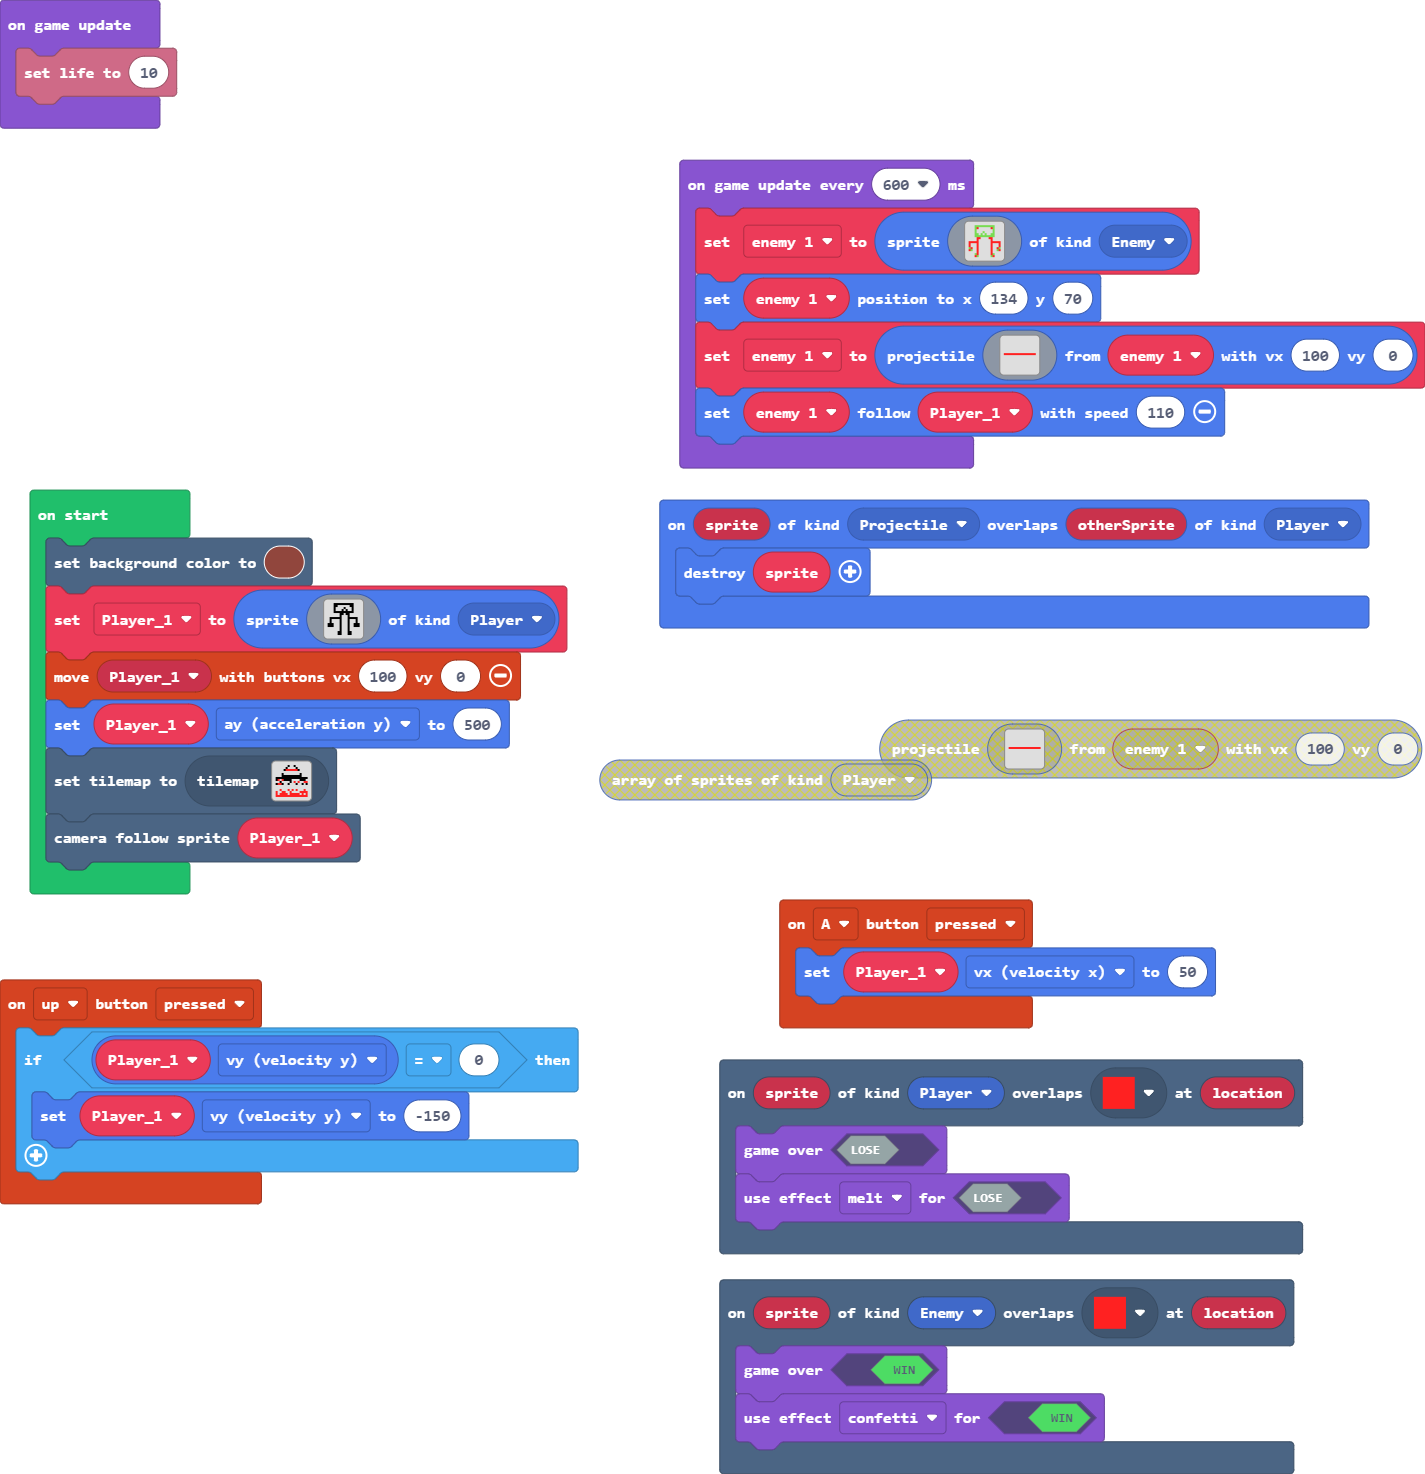 on game update
set life to 10
on game update every 600 ms
set enemy 1 to sprite of kind Enemy
set enemy 1 position to x 134 y 70
set enemy 1 to projectile from enemy 1 with vx 100 vy 0
set enemy 1 follow Player_1 with speed 110
on start
set background color to
set Player_1 to sprite of kind Player
move Player_1 with buttons vx 100 vy 0
set Player_1 ay (acceleration y) to 500
set tilemap to tilemap
camera follow sprite Player_1
on sprite of kind Projectile overlaps otherSprite of kind Player
destroy sprite
projectile from enemy 1 with vx 100 vy 0
array of sprites of kind Player
on A button pressed
set Player_1 vx (velocity x) to 50
on up button pressed
if Player_1 vy (velocity y) = 0 then
set Player_1 vy (velocity y) to -150
on sprite of kind Player overlaps at location
game over LOSE
use effect melt for LOSE
on sprite of kind Enemy overlaps at location
game over WIN
use effect confetti for WIN